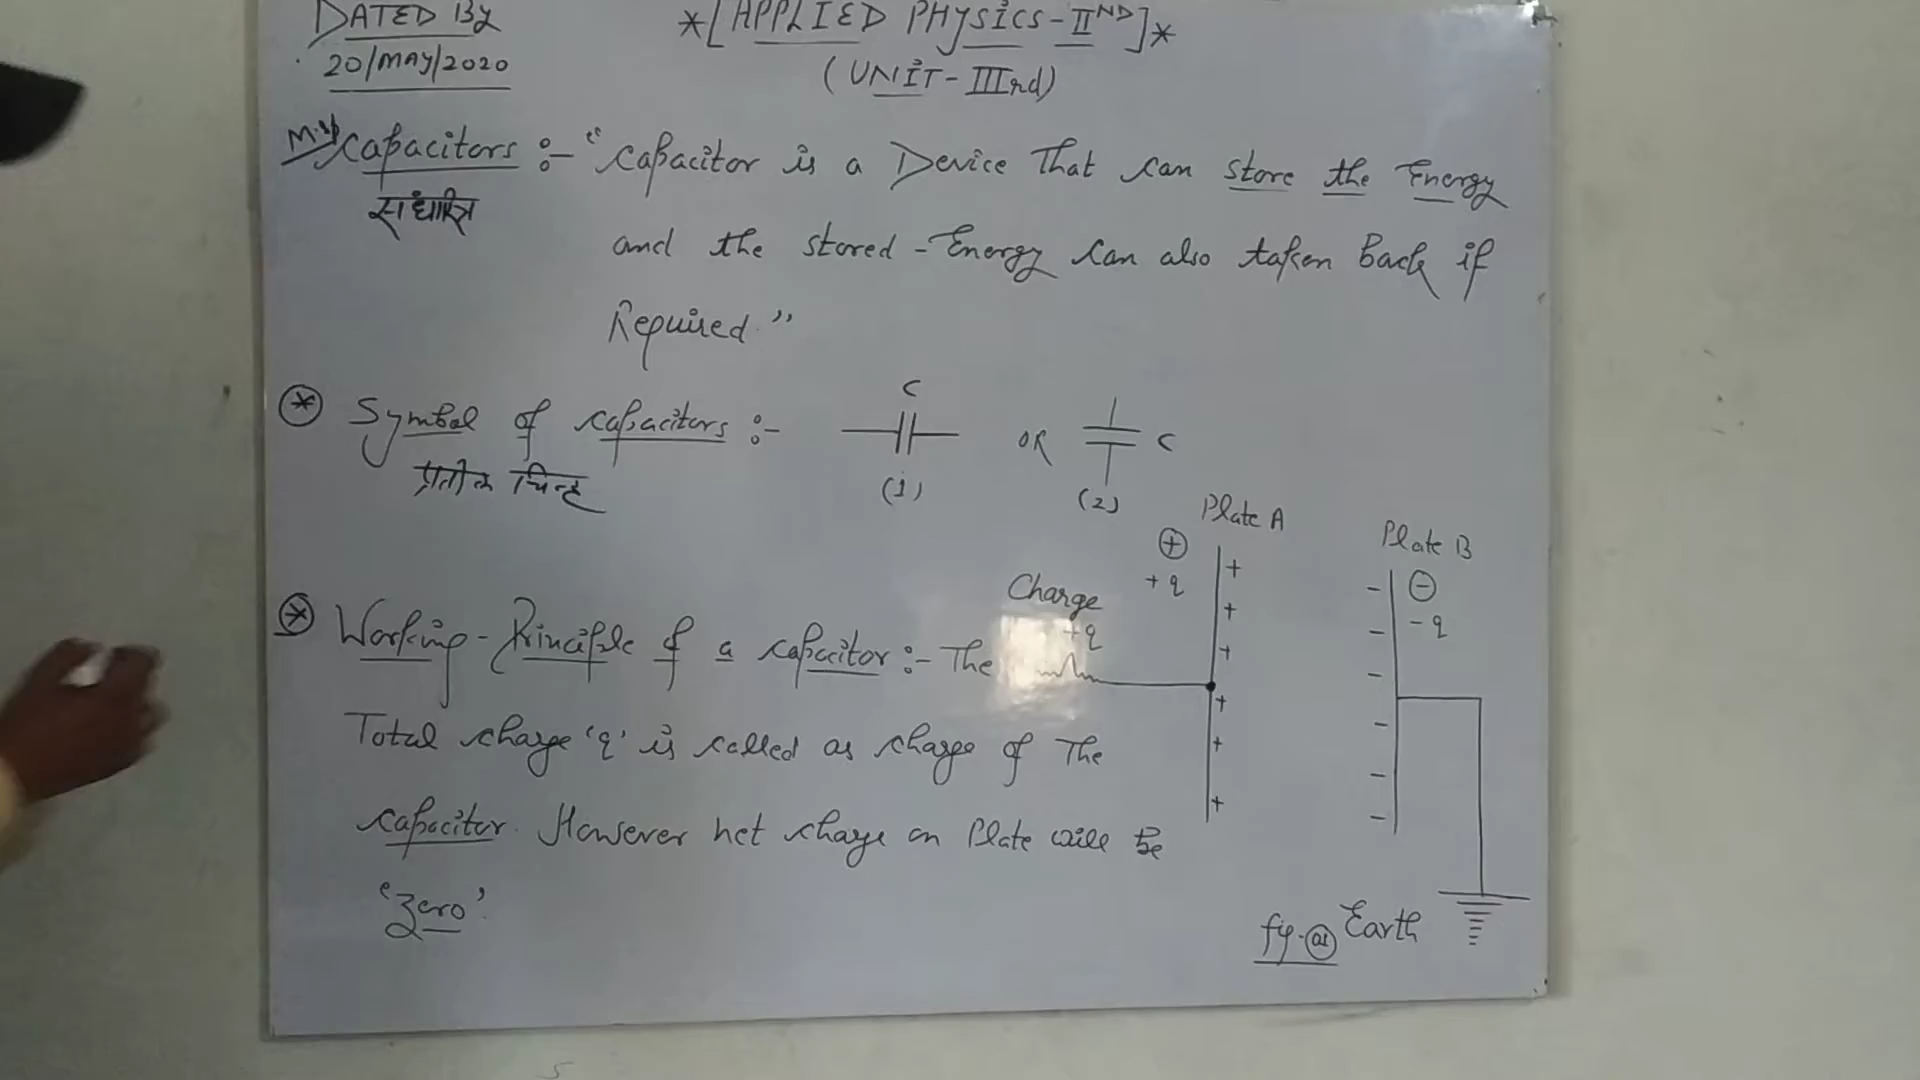 DATED By
20/MAY/2020
*[APPLIED PHYSICS-II ND]*
(UNIT-IIIrd)
Capacitors :- "Capacitor is a Device That can store the Energy
संधारित्र
and the stored-Energy can also taken back if
Required."
* Symbol of capacitors :-
प्रतीक चिन्ह
C
(1)
OR
C
(2)
* Working-Principle of a capacitor :- The
Total charge 'q' is called as charge of The
capacitor. However net charge on Plate will be
'Zero'.
Charge
+q
Plate A
+
+q
+
+
+
+
+
+
Plate B
-
-q
-
-
-
-
-
-
Earth
fig.